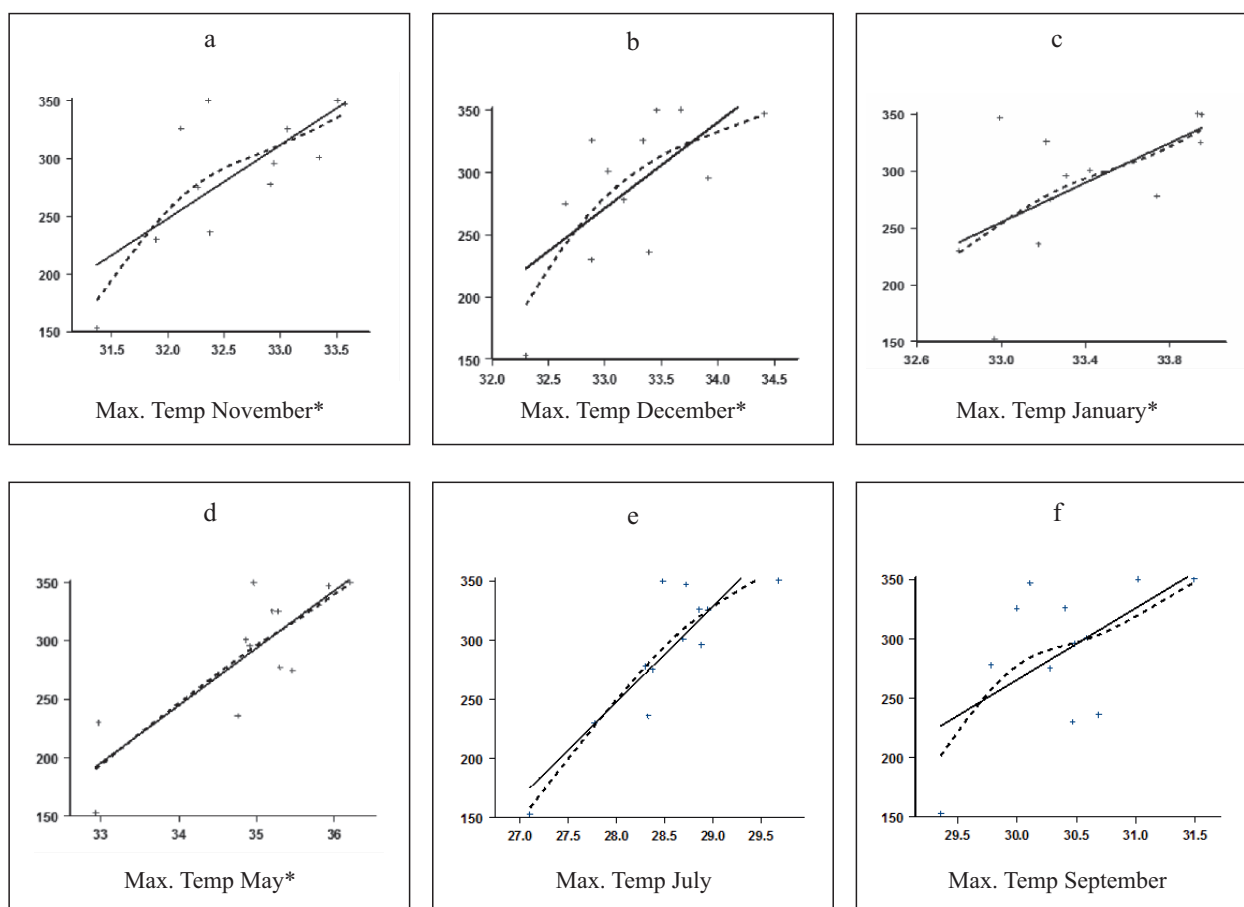 a
350
300
250
200
150
31.5 32.0 32.5 33.0 33.5
Max. Temp November*
b
350
300
250
200
150
32.0 32.5 33.0 33.5 34.0 34.5
Max. Temp December*
c
350
300
250
200
150
32.6 33.0 33.4 33.8
Max. Temp January*
d
350
300
250
200
150
33 34 35 36
Max. Temp May*
e
350
300
250
200
150
27.0 27.5 28.0 28.5 29.0 29.5
Max. Temp July
f
350
300
250
200
150
29.5 30.0 30.5 31.0 31.5
Max. Temp September